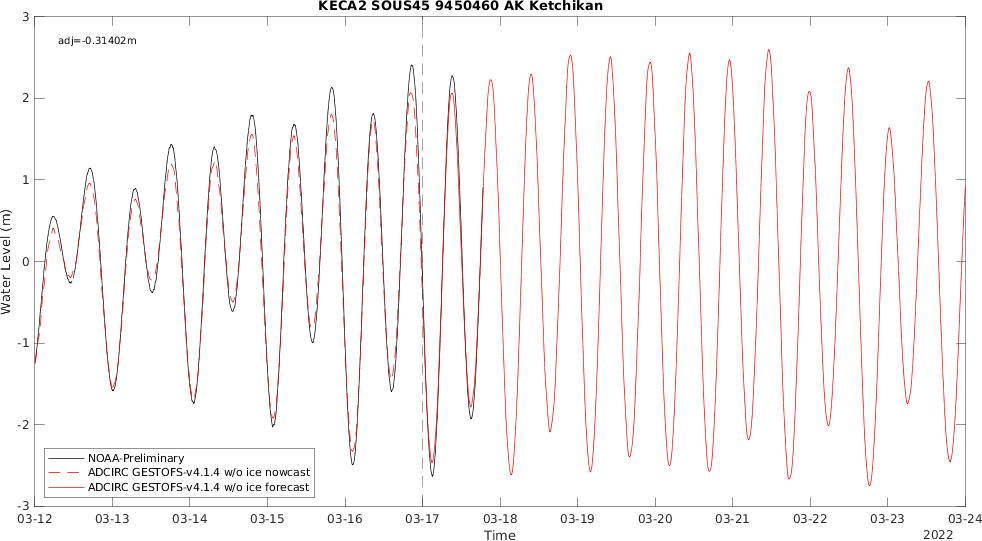 KECA2 SOUS45 9450460 AK Ketchikan
adj=-0.31402m
Water Level (m)
3
2
1
0
-1
-2
-3
NOAA-Preliminary
ADCIRC GESTOFS-v4.1.4 w/o ice nowcast
ADCIRC GESTOFS-v4.1.4 w/o ice forecast
03-12 03-13 03-14 03-15 03-16 03-17 03-18 03-19 03-20 03-21 03-22 03-23 03-24
Time
2022